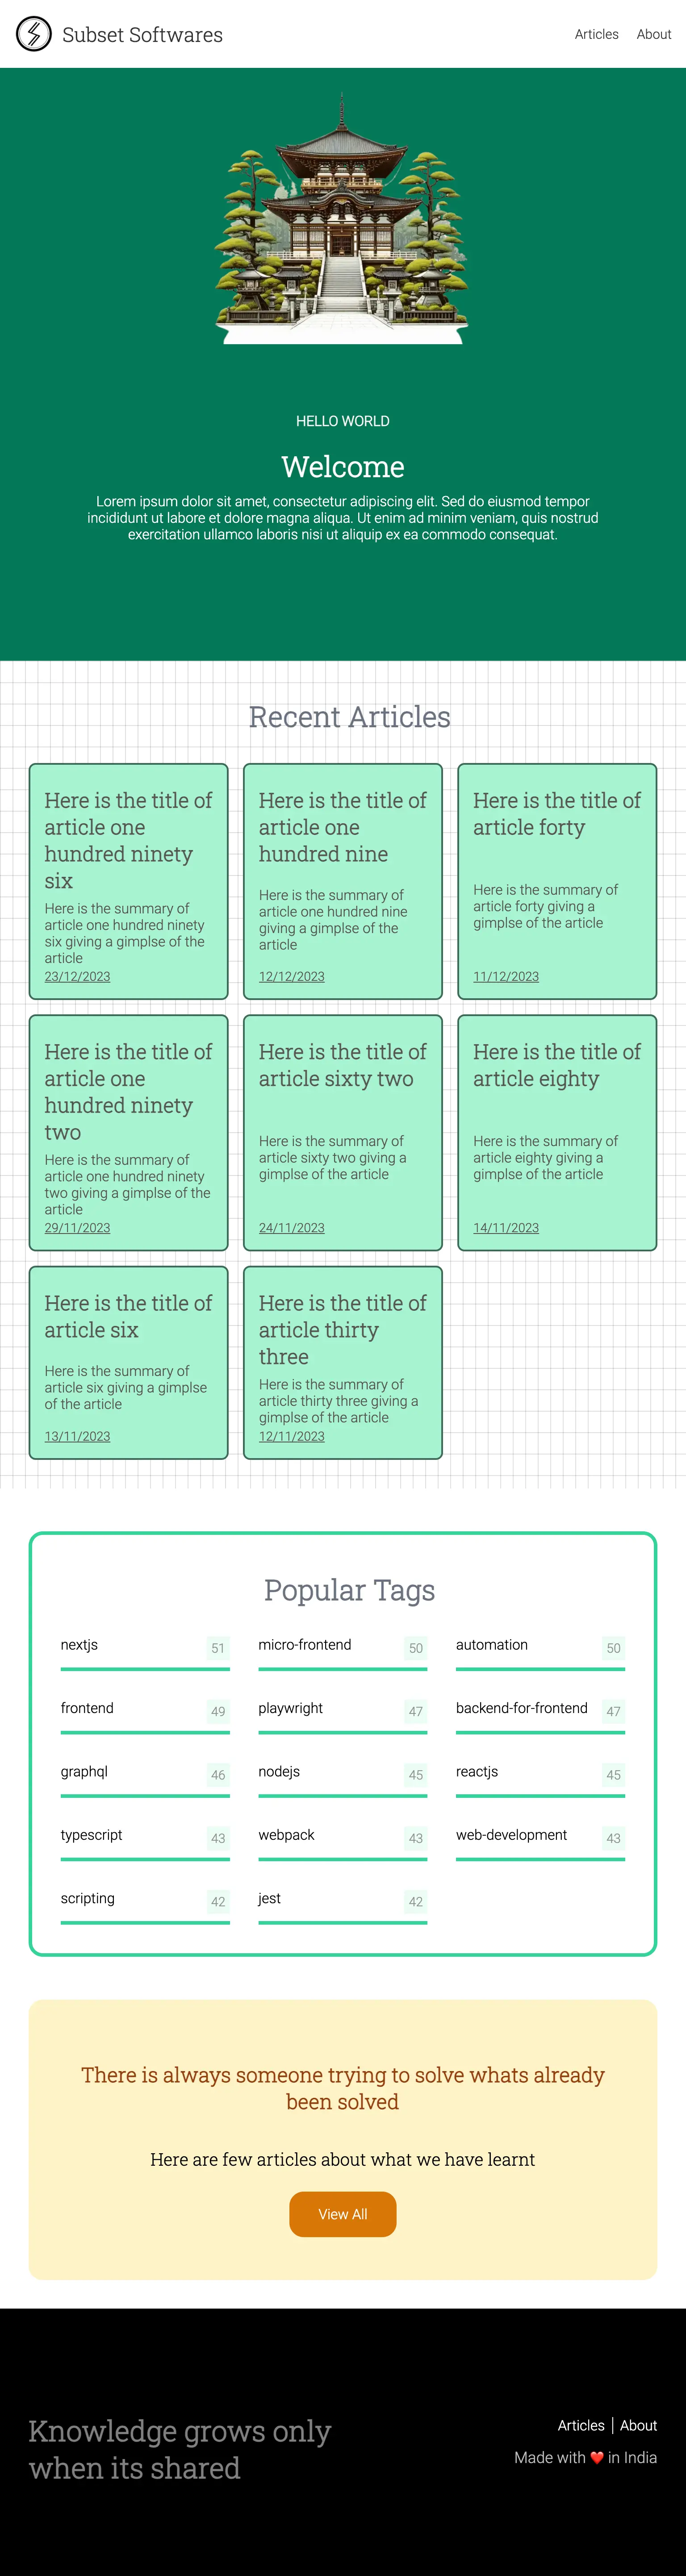 Subset Softwares
Articles
About
HELLO WORLD
Welcome
Lorem ipsum dolor sit amet, consectetur adipiscing elit. Sed do eiusmod tempor
incididunt ut labore et dolore magna aliqua. Ut enim ad minim veniam, quis nostrud
exercitation ullamco laboris nisi ut aliquip ex ea commodo consequat.
Recent Articles
Here is the title of
article one
hundred ninety
six
Here is the summary of
article one hundred ninety
six giving a gimplse of the
article
23/12/2023
Here is the title of
article one
hundred nine
Here is the summary of
article one hundred nine
giving a gimplse of the
article
12/12/2023
Here is the title of
article forty
Here is the summary of
article forty giving a
gimplse of the article
11/12/2023
Here is the title of
article one
hundred ninety
two
Here is the summary of
article one hundred ninety
two giving a gimplse of the
article
29/11/2023
Here is the title of
article sixty two
Here is the summary of
article sixty two giving a
gimplse of the article
24/11/2023
Here is the title of
article eighty
Here is the summary of
article eighty giving a
gimplse of the article
14/11/2023
Here is the title of
article six
Here is the summary of
article six giving a gimplse
of the article
13/11/2023
Here is the title of
article thirty
three
Here is the summary of
article thirty three giving a
gimplse of the article
12/11/2023
Popular Tags
nextjs 51
micro-frontend 50
automation 50
frontend 49
playwright 47
backend-for-frontend 47
graphql 46
nodejs 45
reactjs 45
typescript 43
webpack 43
web-development 43
scripting 42
jest 42
There is always someone trying to solve whats already
been solved
Here are few articles about what we have learnt
View All
Knowledge grows only
when its shared
Articles | About
Made with ❤️ in India